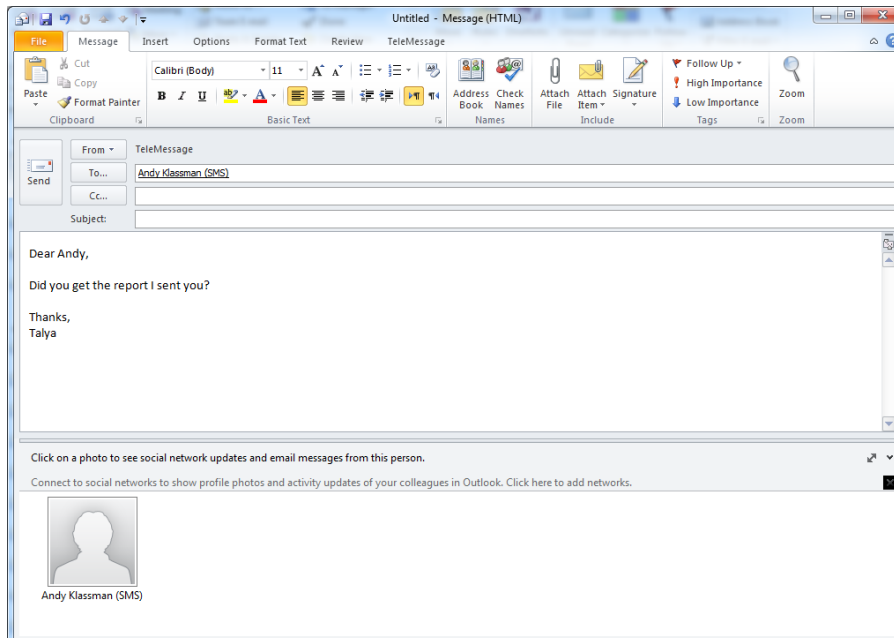 Untitled - Message (HTML)
File Message Insert Options Format Text Review TeleMessage
Cut
Calibri (Body) 11
Follow Up
Copy
High Importance
Paste Format Painter
B I U Address Book Check Names Attach File Attach Item Signature Low Importance Zoom
Clipboard Basic Text Names Include Tags Zoom
From TeleMessage
Send To... Andy Klassman (SMS)
Cc...
Subject:
Dear Andy,
Did you get the report I sent you?
Thanks,
Talya
Click on a photo to see social network updates and email messages from this person.
Connect to social networks to show profile photos and activity updates of your colleagues in Outlook. Click here to add networks.
Andy Klassman (SMS)